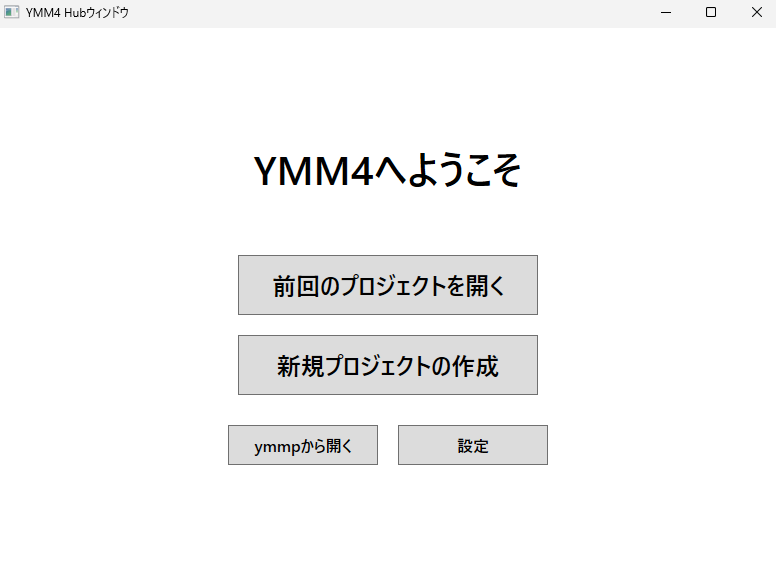 YMM4 Hubウィンドウ
YMM4へようこそ
前回のプロジェクトを開く
新規プロジェクトの作成
ymmpから開く
設定